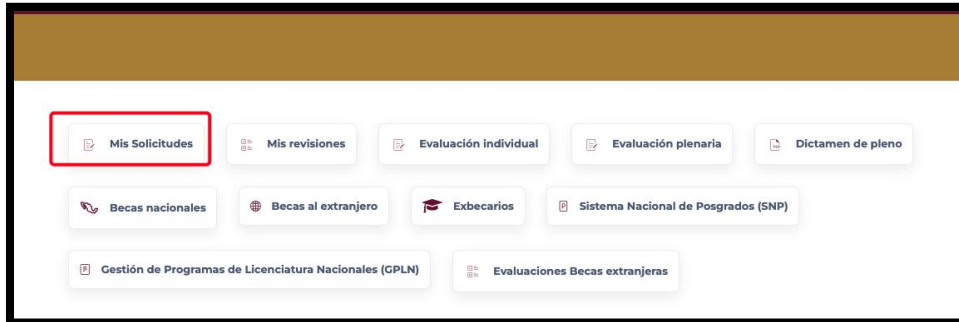 Mis Solicitudes Mis revisiones Evaluación individual Evaluación plenaria Dictamen de pleno
Becas nacionales Becas al extranjero Exbecarios Sistema Nacional de Posgrados (SNP)
Gestión de Programas de Licenciatura Nacionales (GPLN) Evaluaciones Becas extranjeras